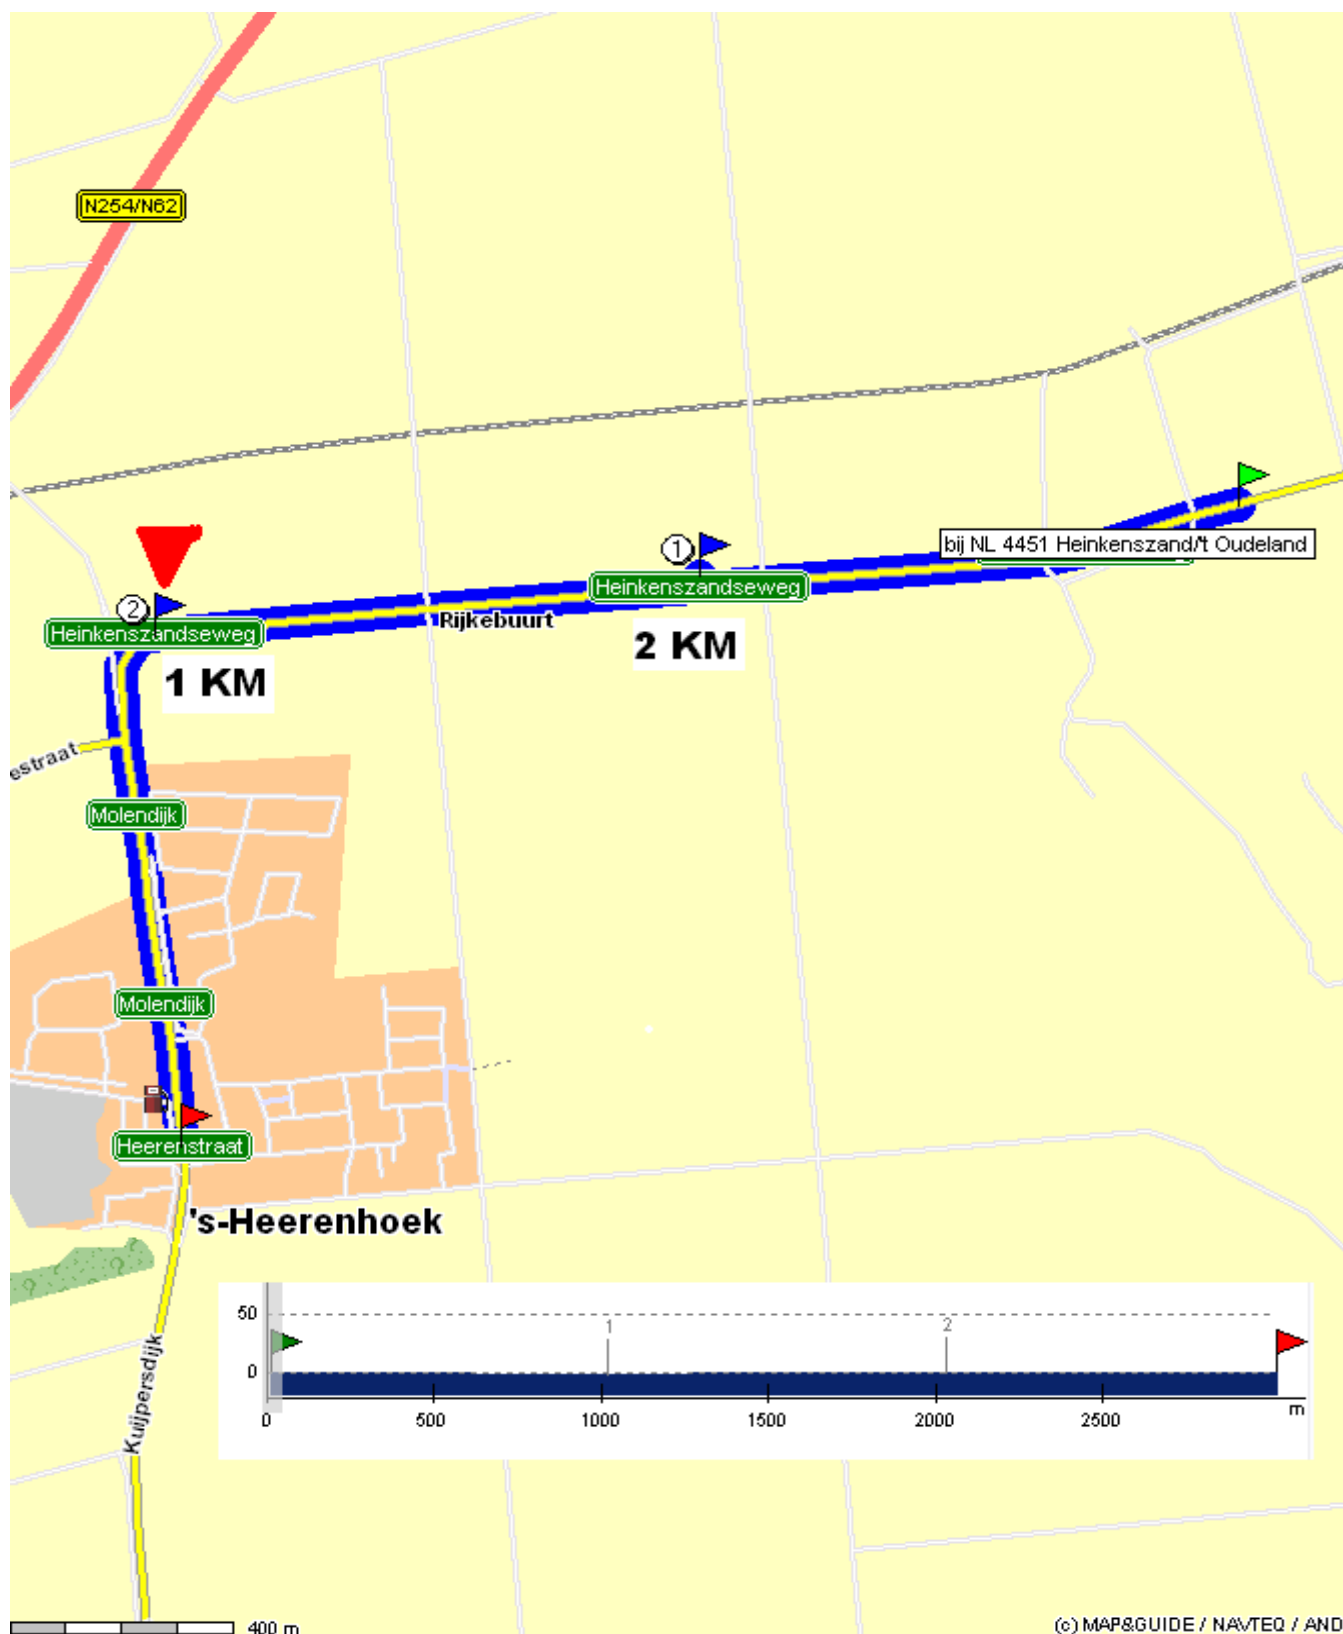 N254/N62
bij NL 4451 Heinkenszand/'t Oudeland
1
Heinkenszandseweg
2
Heinkenszandseweg
Rijkebuurt
2 KM
1 KM
estraat
Molendijk
Molendijk
Heerenstraat
's-Heerenhoek
Kuijpersdijk
50
1
2
0
0
500
1000
1500
2000
2500
m
400 m
(c) MAP&GUIDE / NAVTEQ / AND